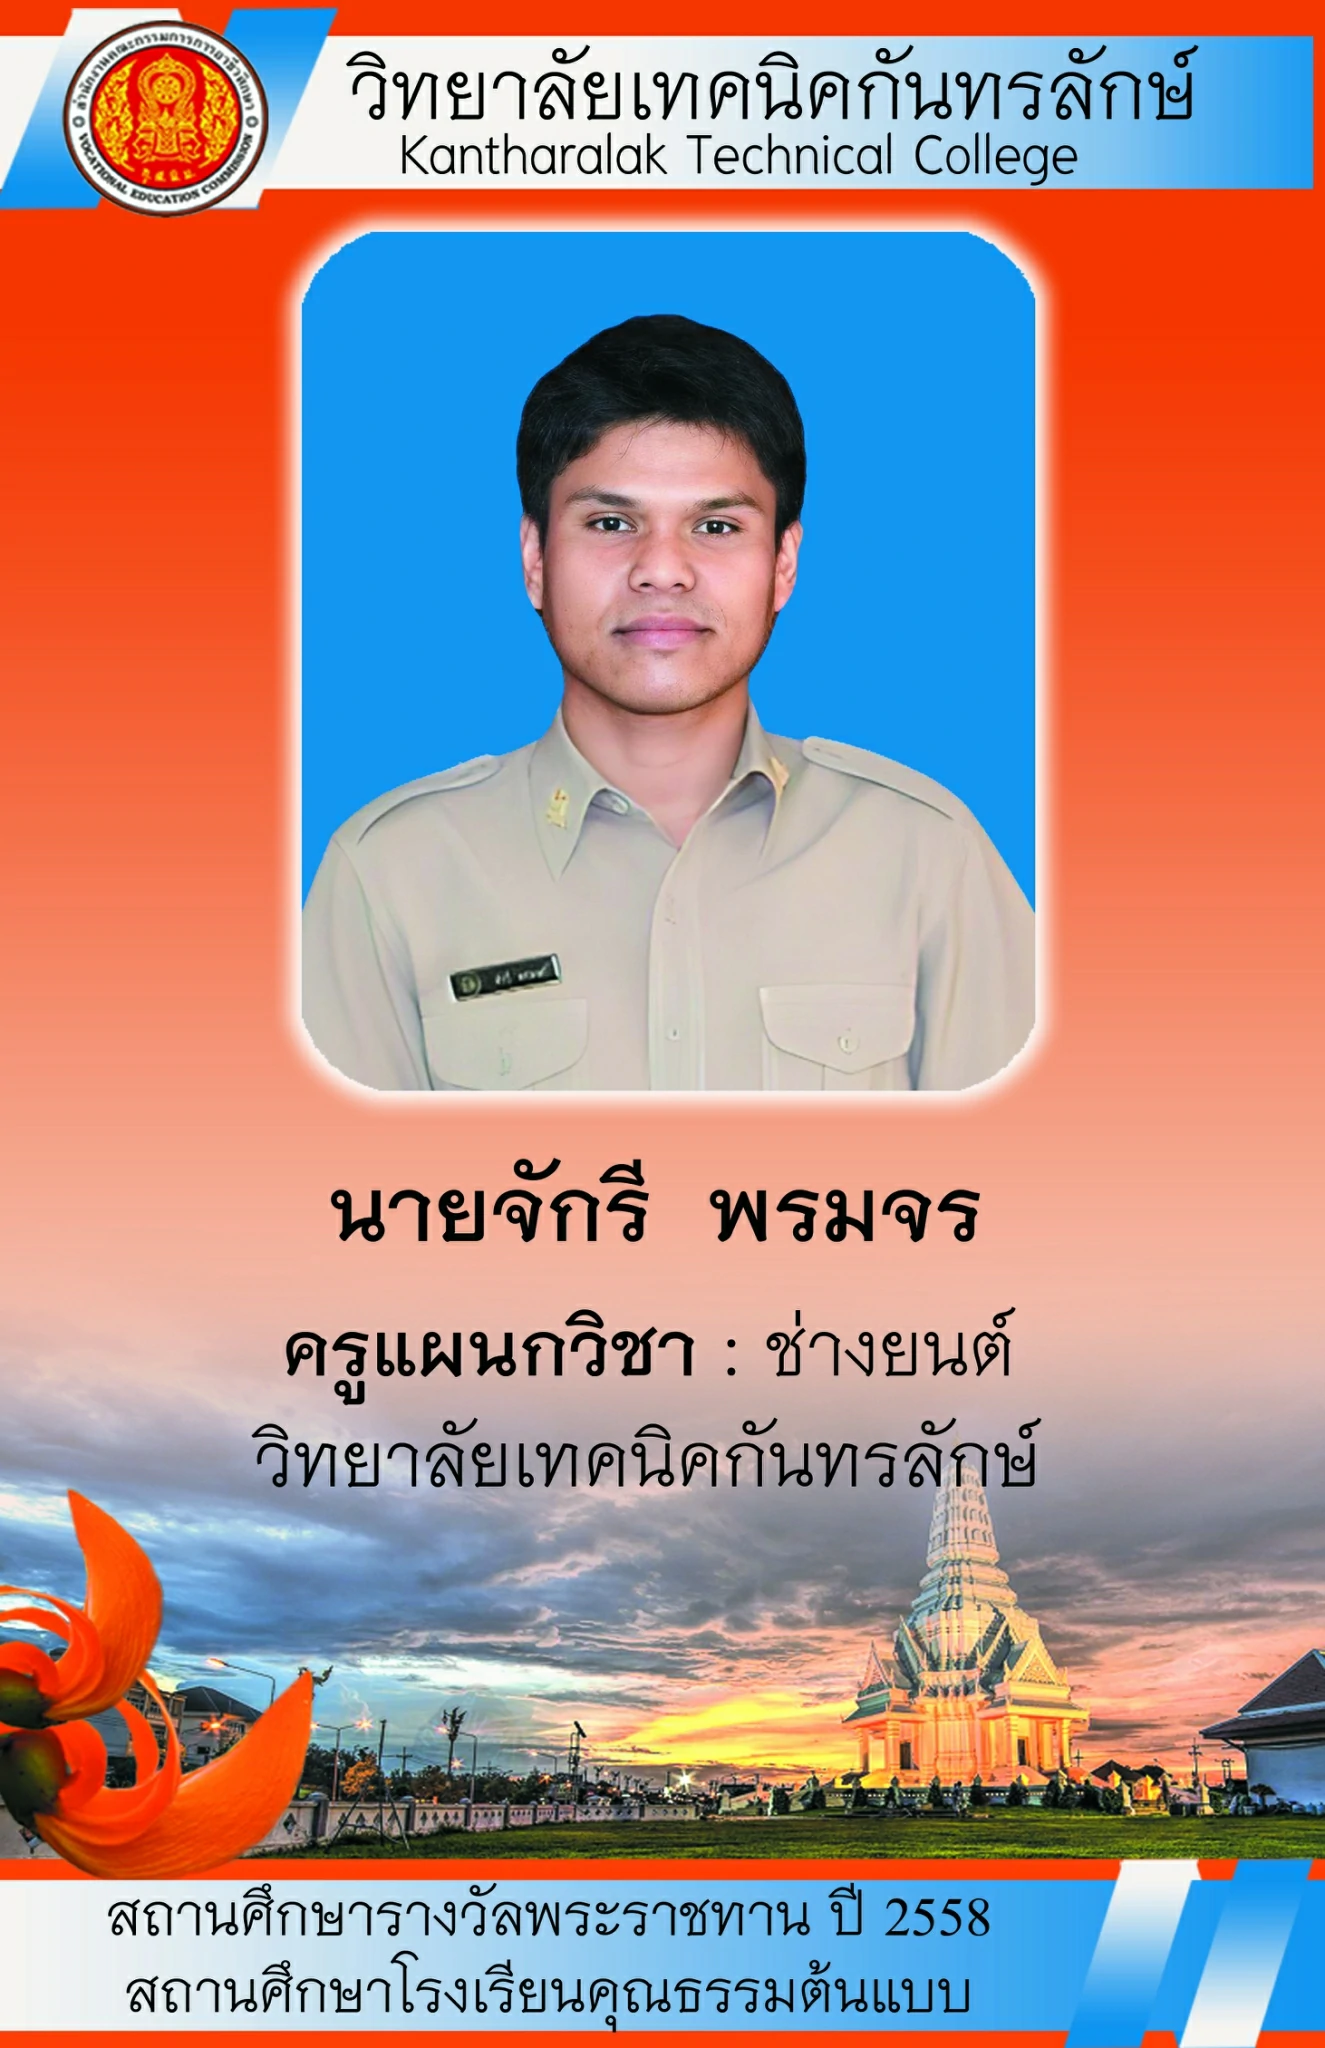 สำนักงานคณะกรรมการการอาชีวศึกษา
VOCATIONAL EDUCATION COMMISSION
วิทยาลัยเทคนิคกันทรลักษ์
Kantharalak Technical College
นายจักรี พรมจร
ครูแผนกวิชา : ช่างยนต์
วิทยาลัยเทคนิคกันทรลักษ์
สถานศึกษารางวัลพระราชทาน ปี 2558
สถานศึกษาโรงเรียนคุณธรรมต้นแบบ